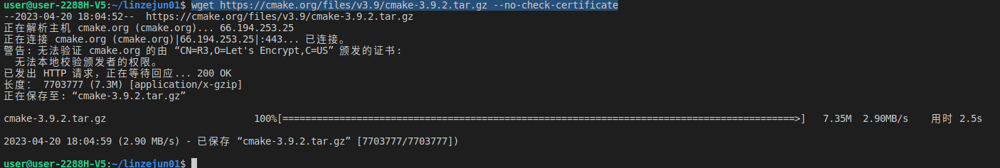 user@user-2288H-V5:~/linzejun01$ wget https://cmake.org/files/v3.9/cmake-3.9.2.tar.gz --no-check-certificate
--2023-04-20 18:04:52--  https://cmake.org/files/v3.9/cmake-3.9.2.tar.gz
正在解析主机 cmake.org (cmake.org)... 66.194.253.25
正在连接 cmake.org (cmake.org)|66.194.253.25|:443... 已连接。
警告: 无法验证 cmake.org 的由 “CN=R3,O=Let's Encrypt,C=US” 颁发的证书:
  无法本地校验颁发者的权限。
已发出 HTTP 请求，正在等待回应... 200 OK
长度： 7703777 (7.3M) [application/x-gzip]
正在保存至: “cmake-3.9.2.tar.gz”
cmake-3.9.2.tar.gz 100%[==========================================================================================>] 7.35M 2.90MB/s 用时 2.5s
2023-04-20 18:04:59 (2.90 MB/s) - 已保存 “cmake-3.9.2.tar.gz” [7703777/7703777])
user@user-2288H-V5:~/linzejun01$